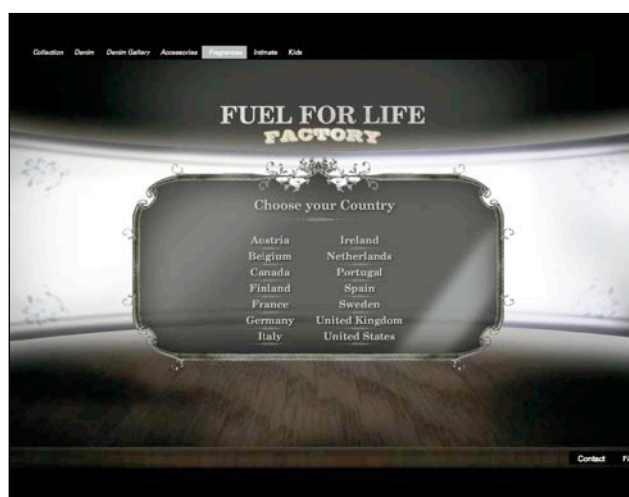 Collection Denim Denim Gallery Accessories Fragrances Intimate Kids
FUEL FOR LIFE
FACTORY
Choose your Country
Austria Ireland
Belgium Netherlands
Canada Portugal
Finland Spain
France Sweden
Germany United Kingdom
Italy United States
Contact